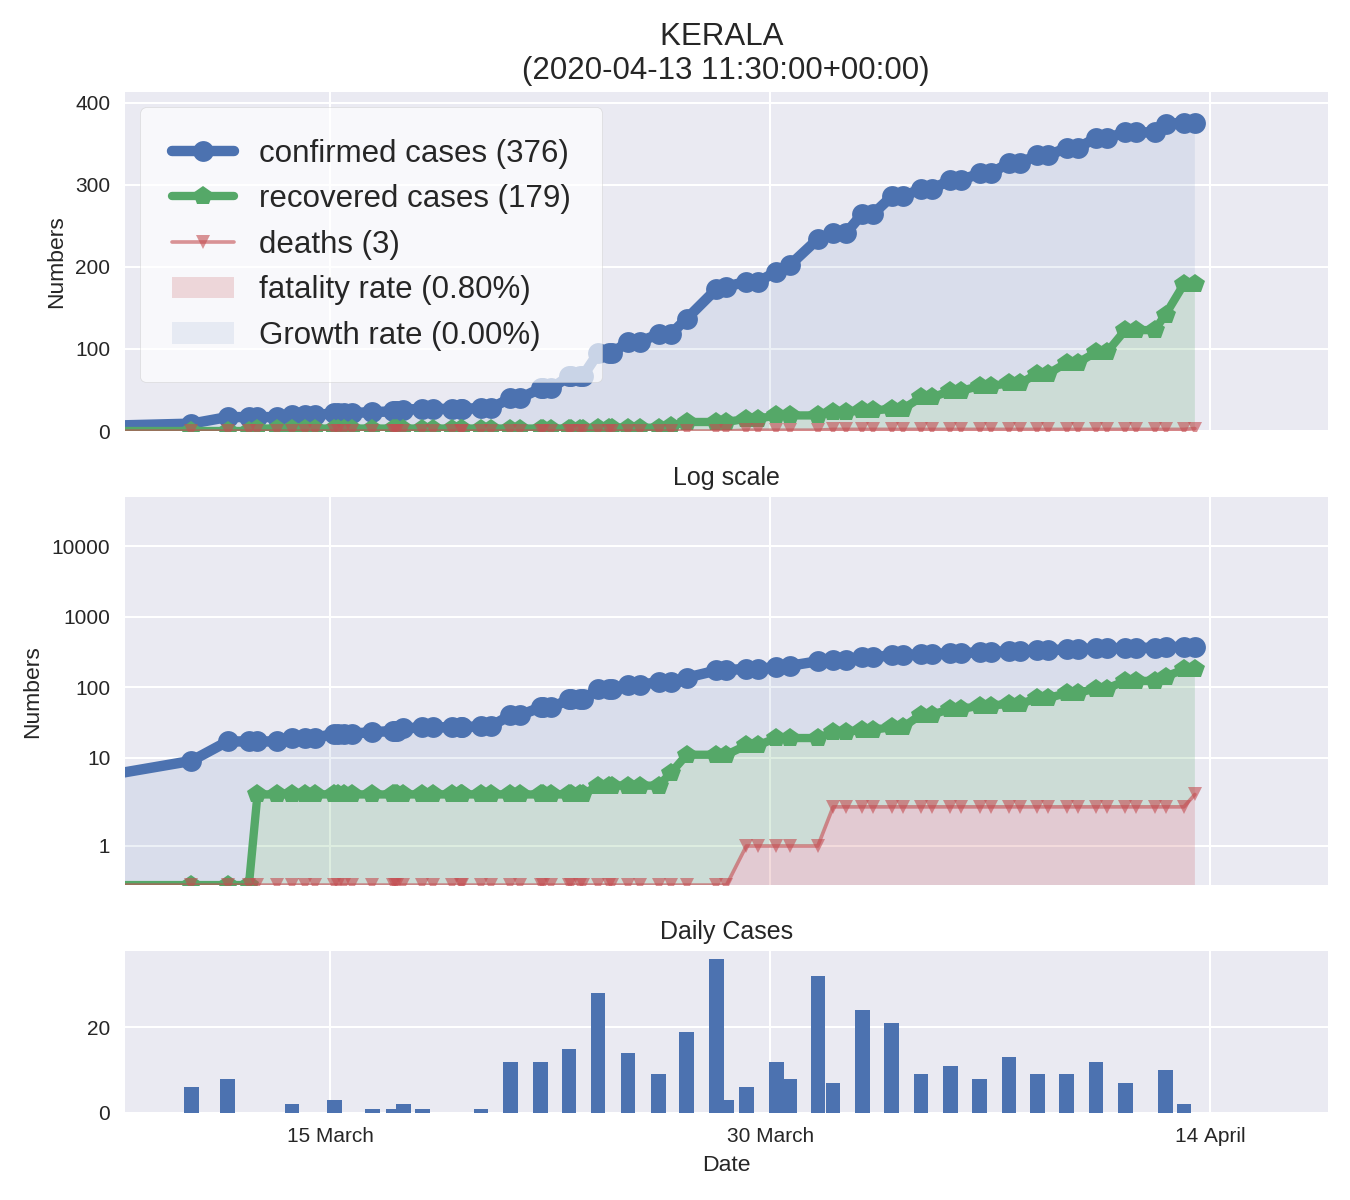 KERALA
(2020-04-13 11:30:00+00:00)
400
300
200
100
0
Numbers
confirmed cases (376)
recovered cases (179)
deaths (3)
fatality rate (0.80%)
Growth rate (0.00%)
Log scale
10000
1000
100
10
1
Numbers
Daily Cases
20
0
15 March
30 March
14 April
Date